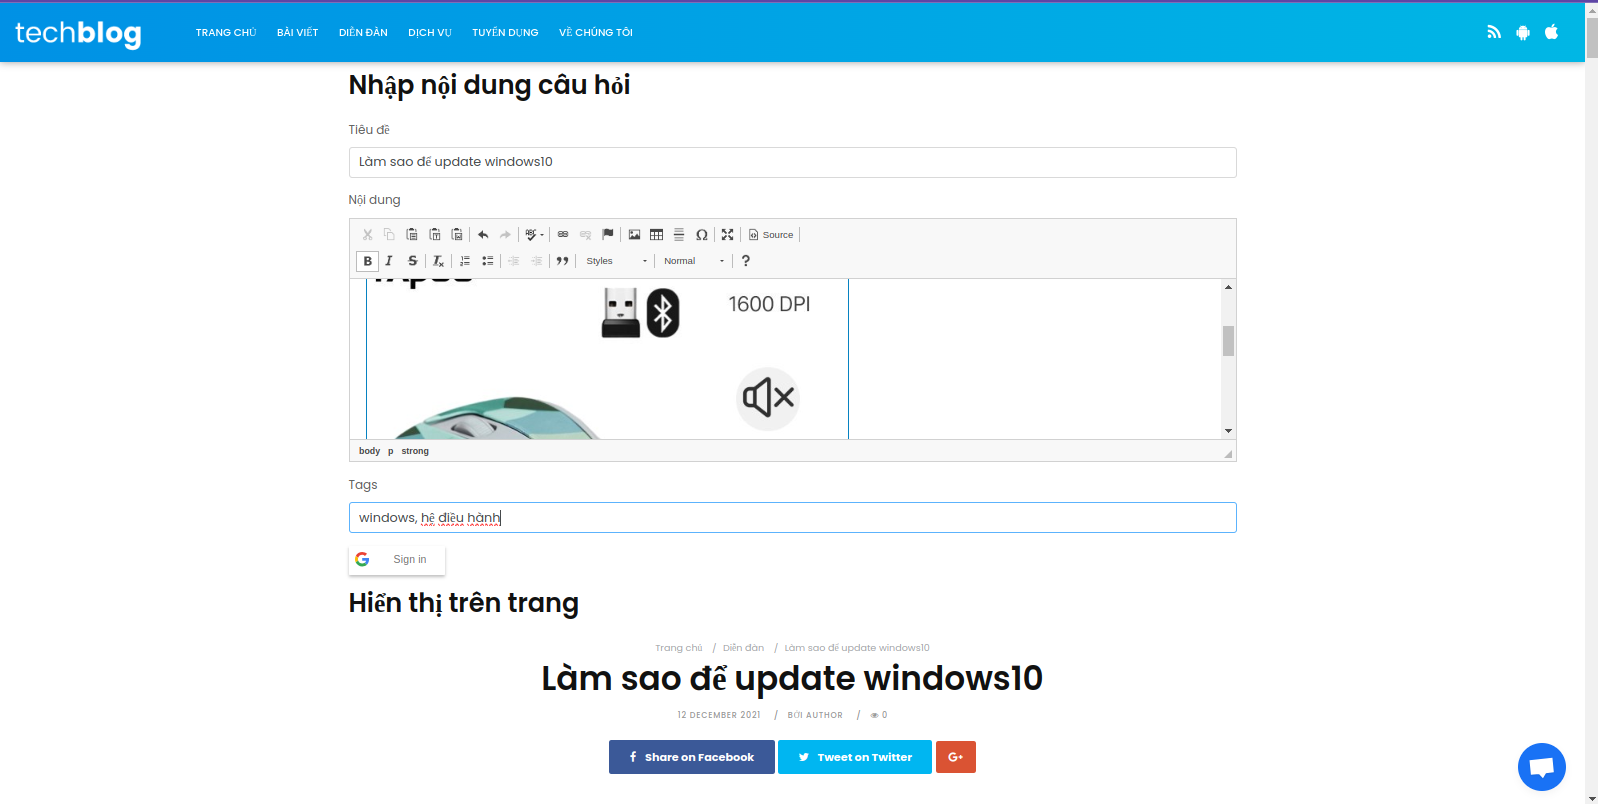 techblog
TRANG CHỦ BÀI VIẾT DIỄN ĐÀN DỊCH VỤ TUYỂN DỤNG VỀ CHÚNG TÔI
Nhập nội dung câu hỏi
Tiêu đề
Làm sao để update windows10
Nội dung
ABC Source
B I S Styles Normal ?
1600 DPI
body p strong
Tags
windows, hệ điều hành
Sign in
Hiển thị trên trang
Trang chủ / Diễn đàn / Làm sao để update windows10
Làm sao để update windows10
12 DECEMBER 2021 / BỞI AUTHOR / 0
Share on Facebook Tweet on Twitter G+